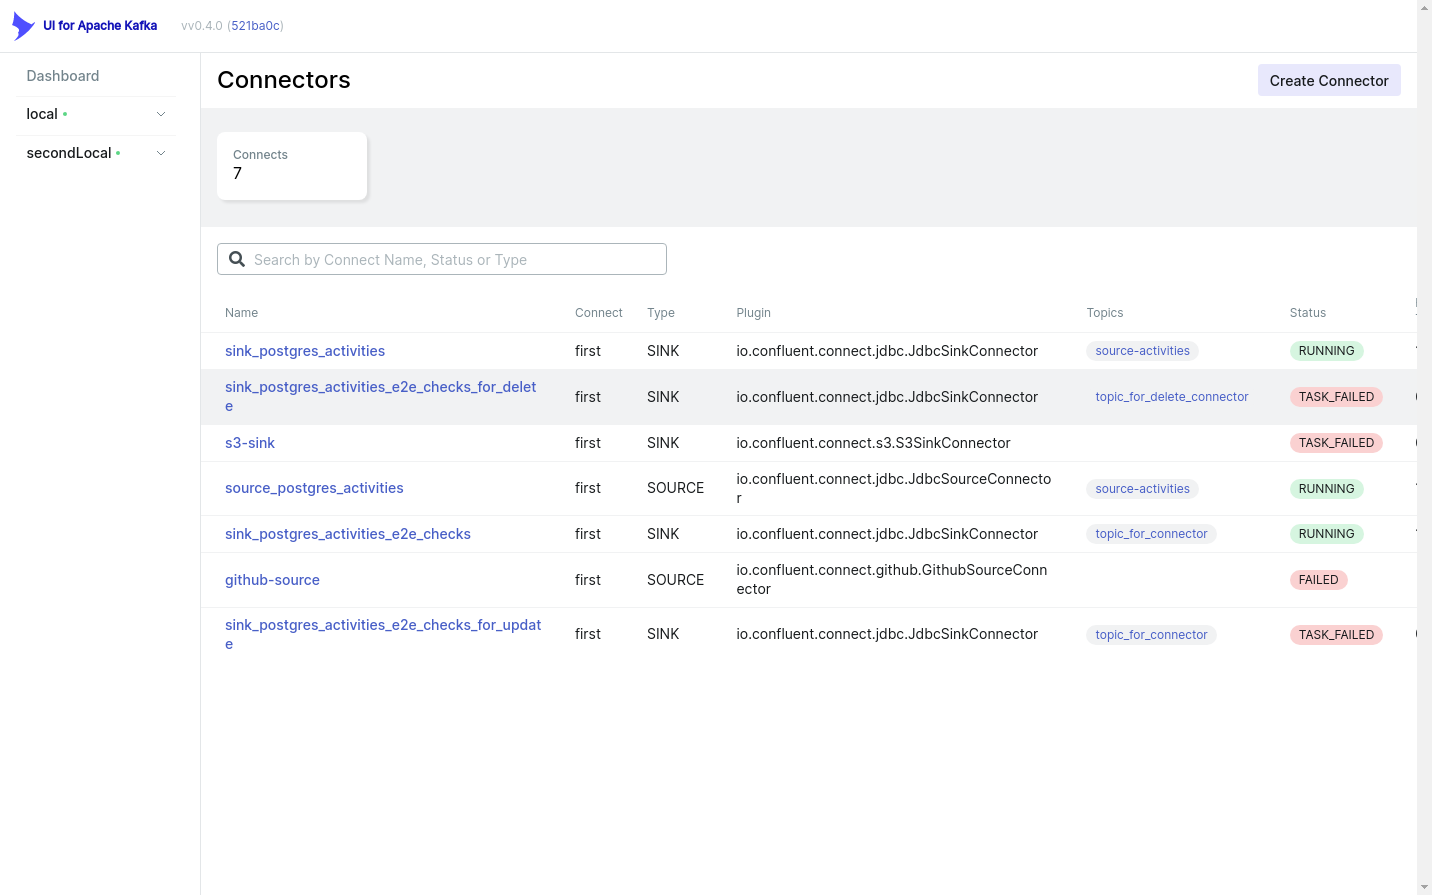 UI for Apache Kafka vv0.4.0 (521ba0c)
Dashboard
local
secondLocal
Connectors
Create Connector
Connects
7
Search by Connect Name, Status or Type
Name Connect Type Plugin Topics Status
sink_postgres_activities first SINK io.confluent.connect.jdbc.JdbcSinkConnector source-activities RUNNING
sink_postgres_activities_e2e_checks_for_delet
e first SINK io.confluent.connect.jdbc.JdbcSinkConnector topic_for_delete_connector TASK_FAILED
s3-sink first SINK io.confluent.connect.s3.S3SinkConnector TASK_FAILED
source_postgres_activities first SOURCE io.confluent.connect.jdbc.JdbcSourceConnecto
r source-activities RUNNING
sink_postgres_activities_e2e_checks first SINK io.confluent.connect.jdbc.JdbcSinkConnector topic_for_connector RUNNING
github-source first SOURCE io.confluent.connect.github.GithubSourceConn
ector FAILED
sink_postgres_activities_e2e_checks_for_updat
e first SINK io.confluent.connect.jdbc.JdbcSinkConnector topic_for_connector TASK_FAILED